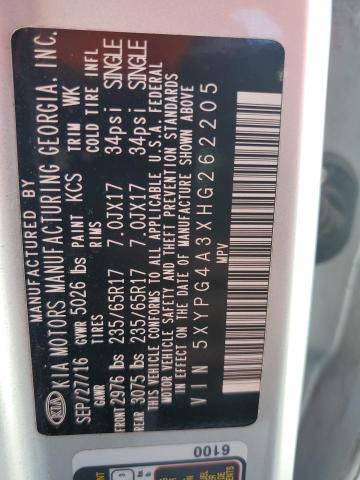 MANUFACTURED BY
KIA KIA MOTORS MANUFACTURING GEORGIA. INC.
SEP/27/16 GVWR 5026 lbs PAINT KCS TRIM WK
GAWR TIRES RIMS COLD TIRE INFL
FRONT 2976 lbs 235/65R17 7.0JX17 34psi SINGLE
REAR 3075 lbs 235/65R17 7.0JX17 34psi SINGLE
THIS VEHICLE CONFORMS TO ALL APPLICABLE U.S.A. FEDERAL
MOTOR VEHICLE SAFETY AND THEFT PREVENTION STANDARDS
IN EFFECT ON THE DATE OF MANUFACTURE SHOWN ABOVE
VIN 5XYPG4A3XHG262205
MPV
6100